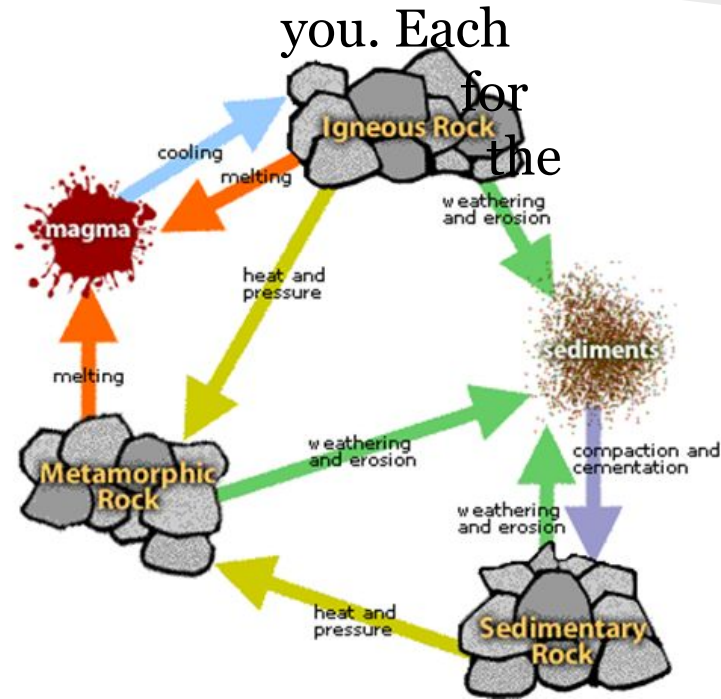 you. Each
for
Igneous Rock
the
cooling
melting
weathering
and erosion
magma
heat and
pressure
sediments
melting
weathering
and erosion
compaction and
cementation
Metamorphic
Rock
weathering
and erosion
heat and
pressure
Sedimentary
Rock